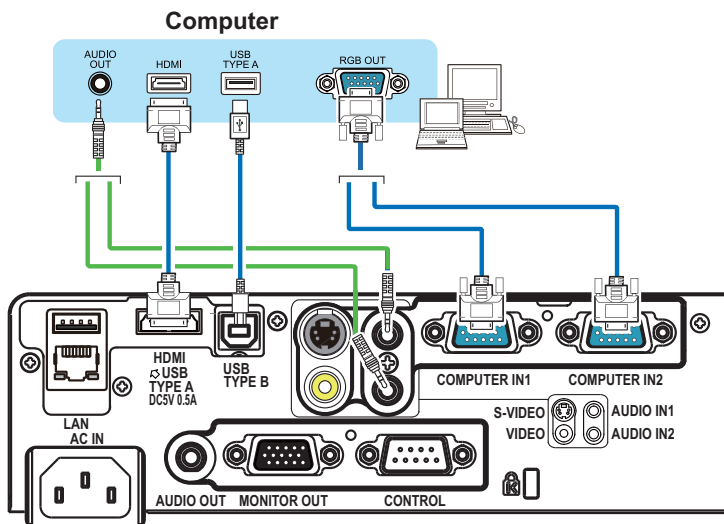 Computer
AUDIO
OUT
HDMI
USB
TYPE A
RGB OUT
HDMI
USB
TYPE A
DC5V 0.5A
USB
TYPE B
COMPUTER IN1
COMPUTER IN2
LAN
AC IN
S-VIDEO
VIDEO
AUDIO IN1
AUDIO IN2
AUDIO OUT
MONITOR OUT
CONTROL
K